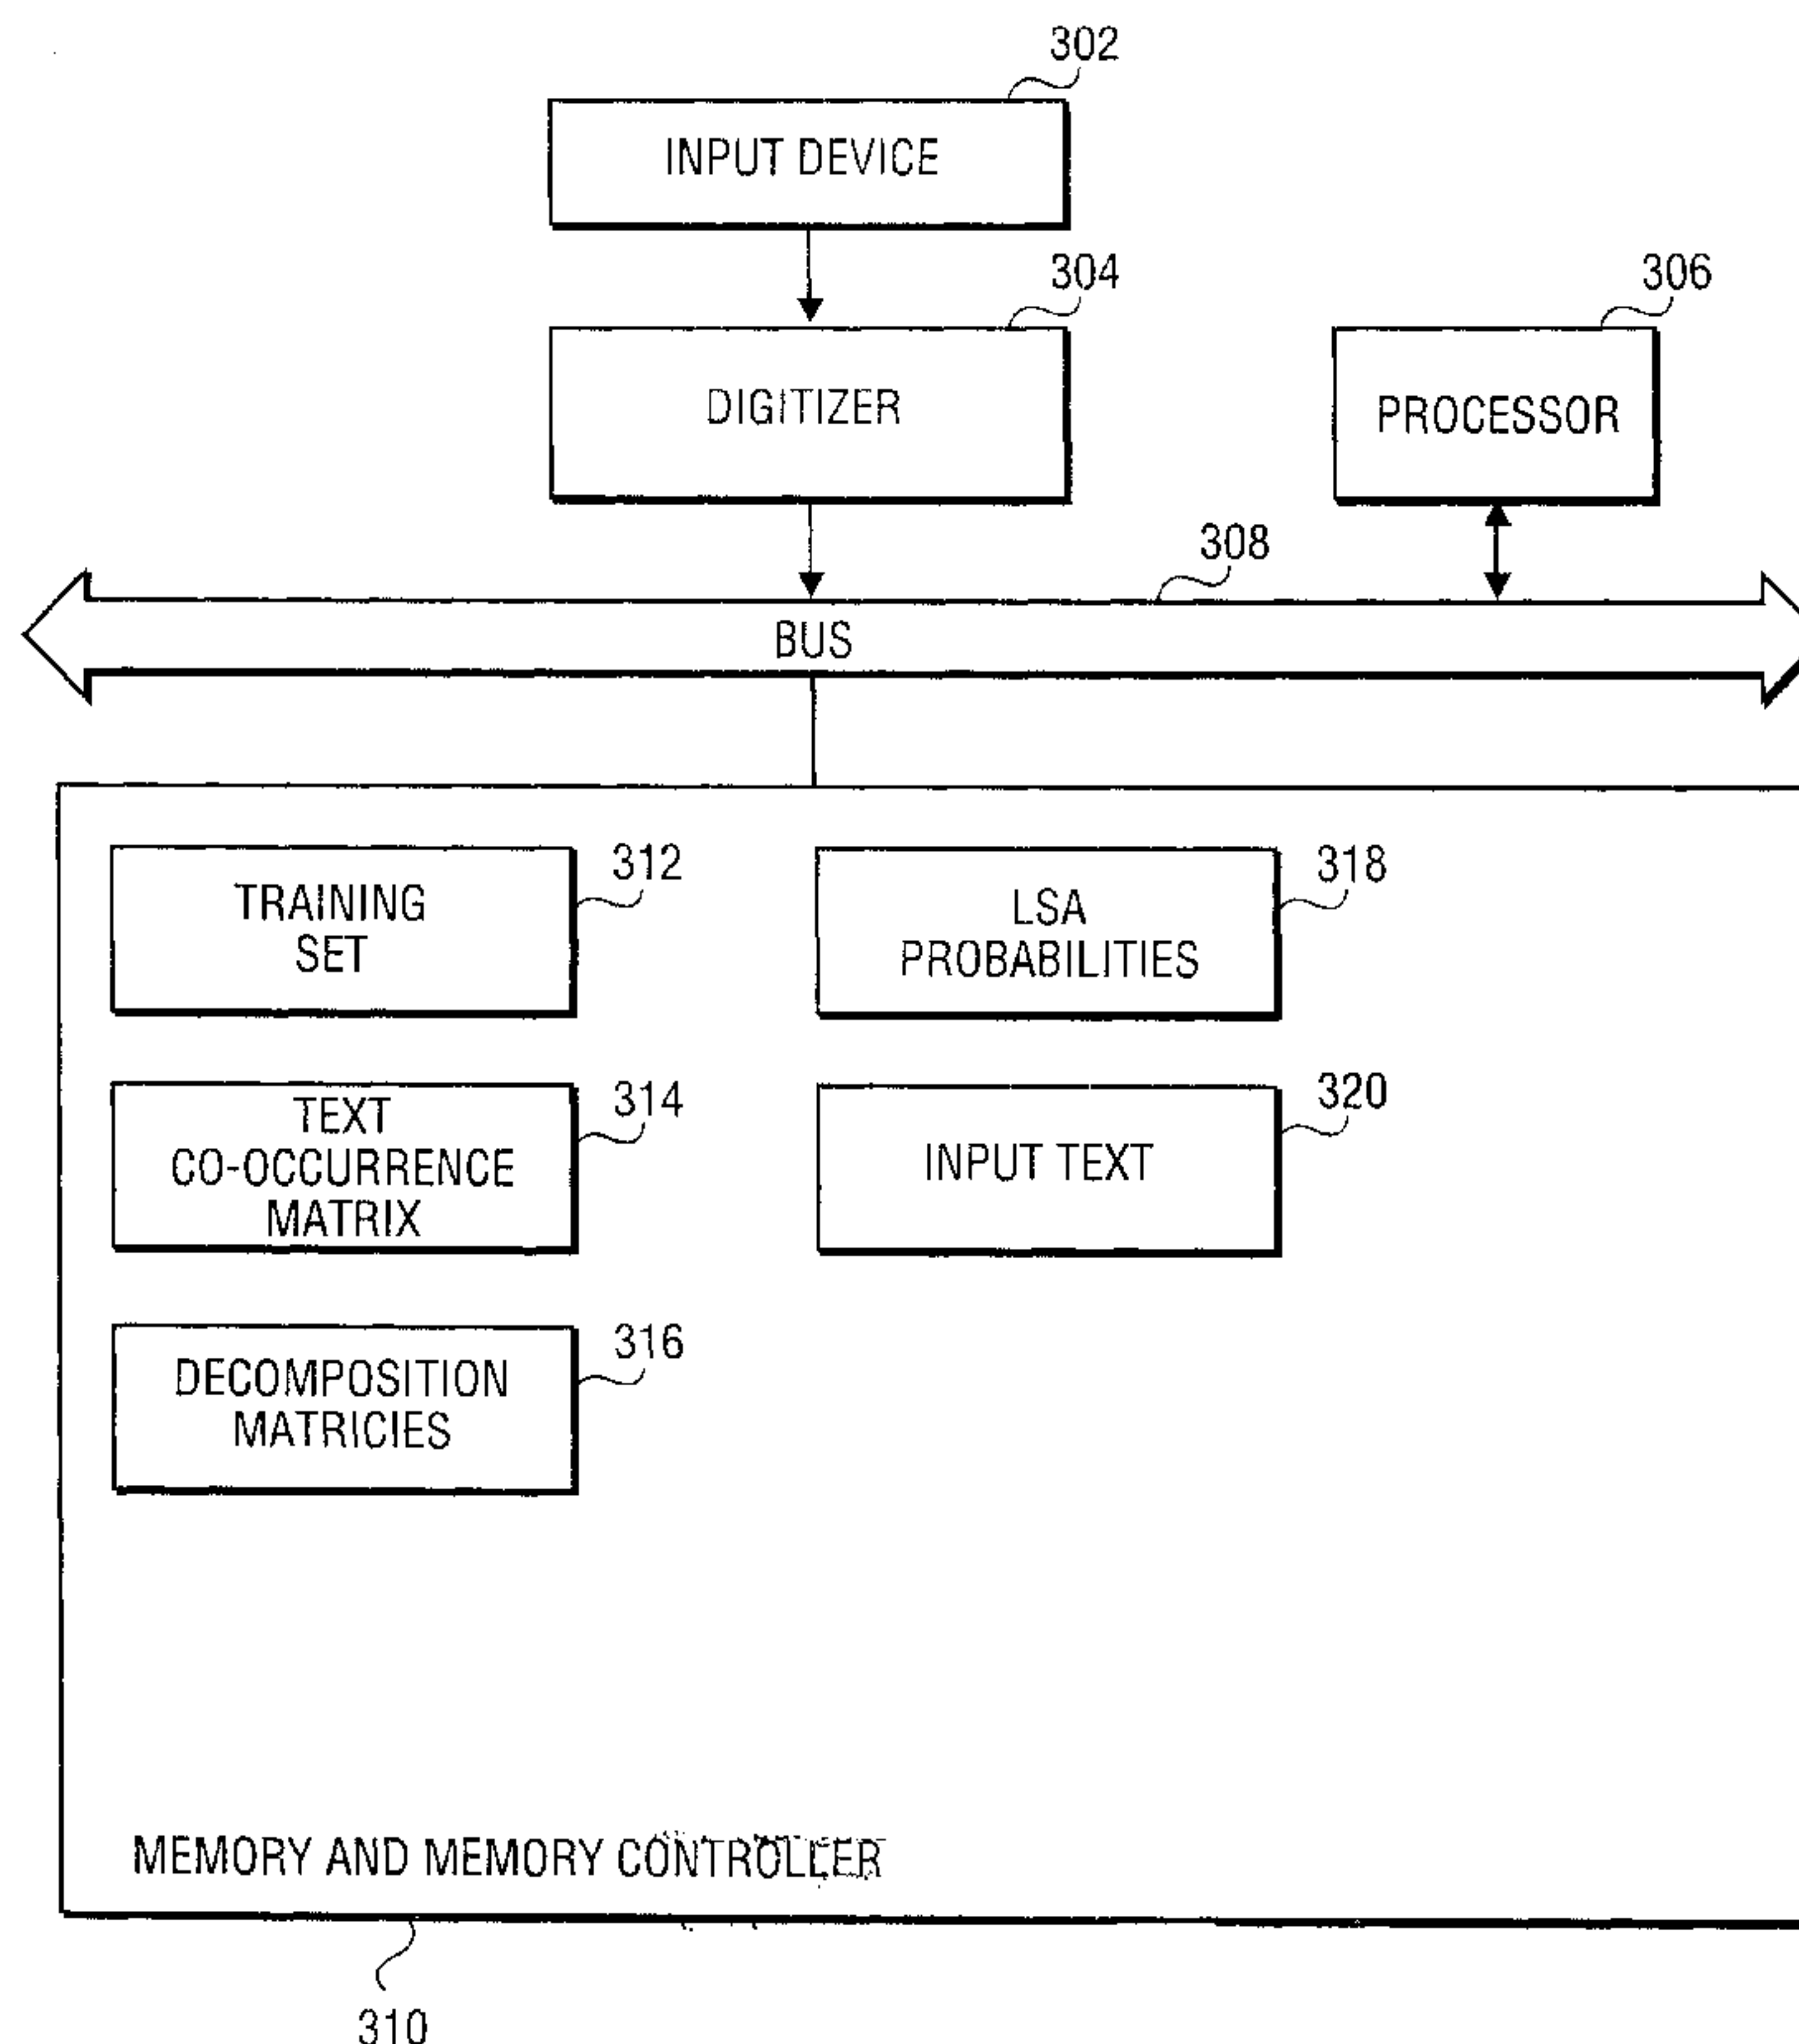 302
INPUT DEVICE
304
DIGITIZER
306
PROCESSOR
308
BUS
TRAINING
SET
312
LSA
PROBABILITIES
318
TEXT
CO-OCCURRENCE
MATRIX
314
INPUT TEXT
320
DECOMPOSITION
MATRICIES
316
MEMORY AND MEMORY CONTROLLER
310